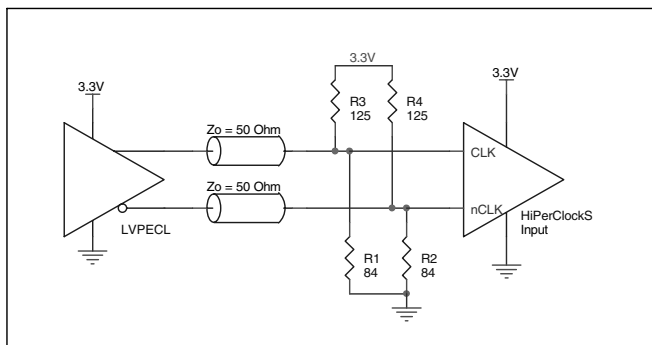 3.3V
3.3V
3.3V
R3
125
R4
125
Zo = 50 Ohm
CLK
Zo = 50 Ohm
nCLK
HiPerClockS
Input
LVPECL
R1
84
R2
84